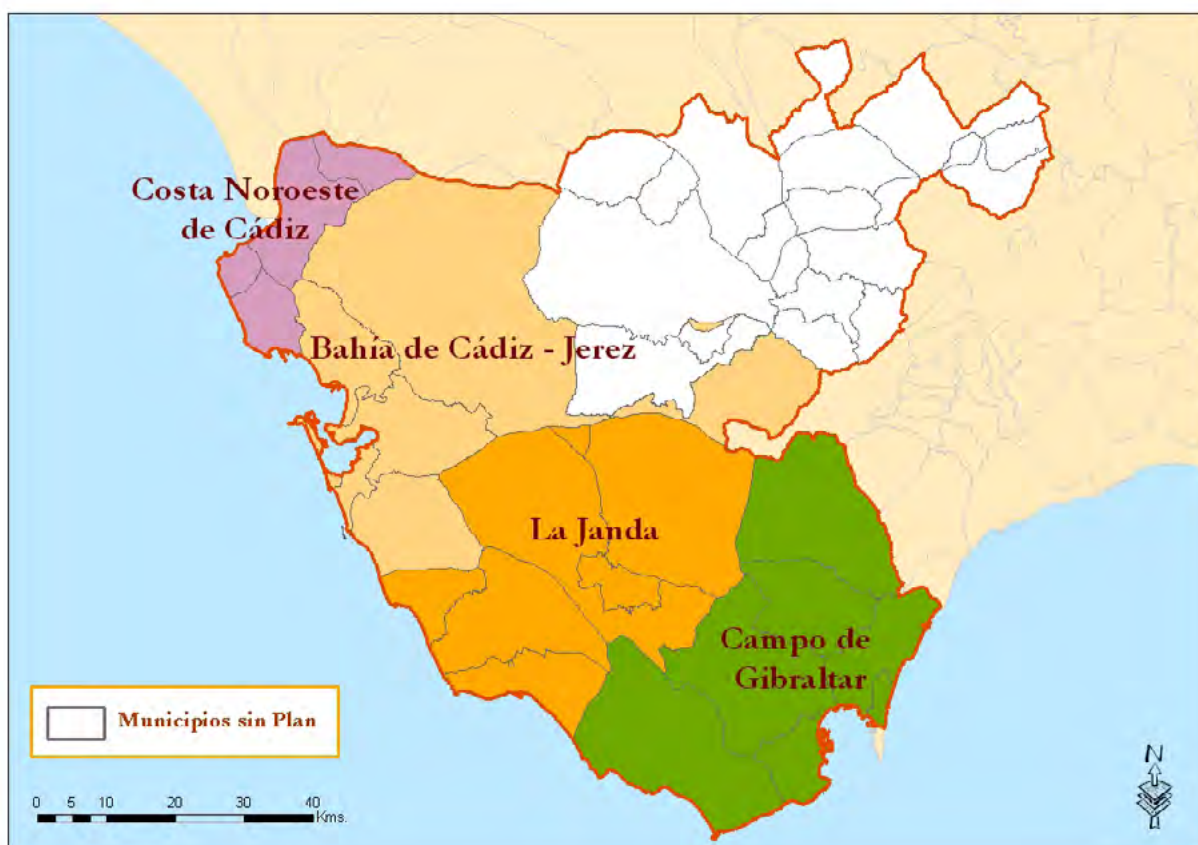 Costa Noroeste
de Cádiz
Bahía de Cádiz - Jerez
La Janda
Campo de
Gibraltar
Municipios sin Plan
N
0 5 10 20 30 40
Kms.